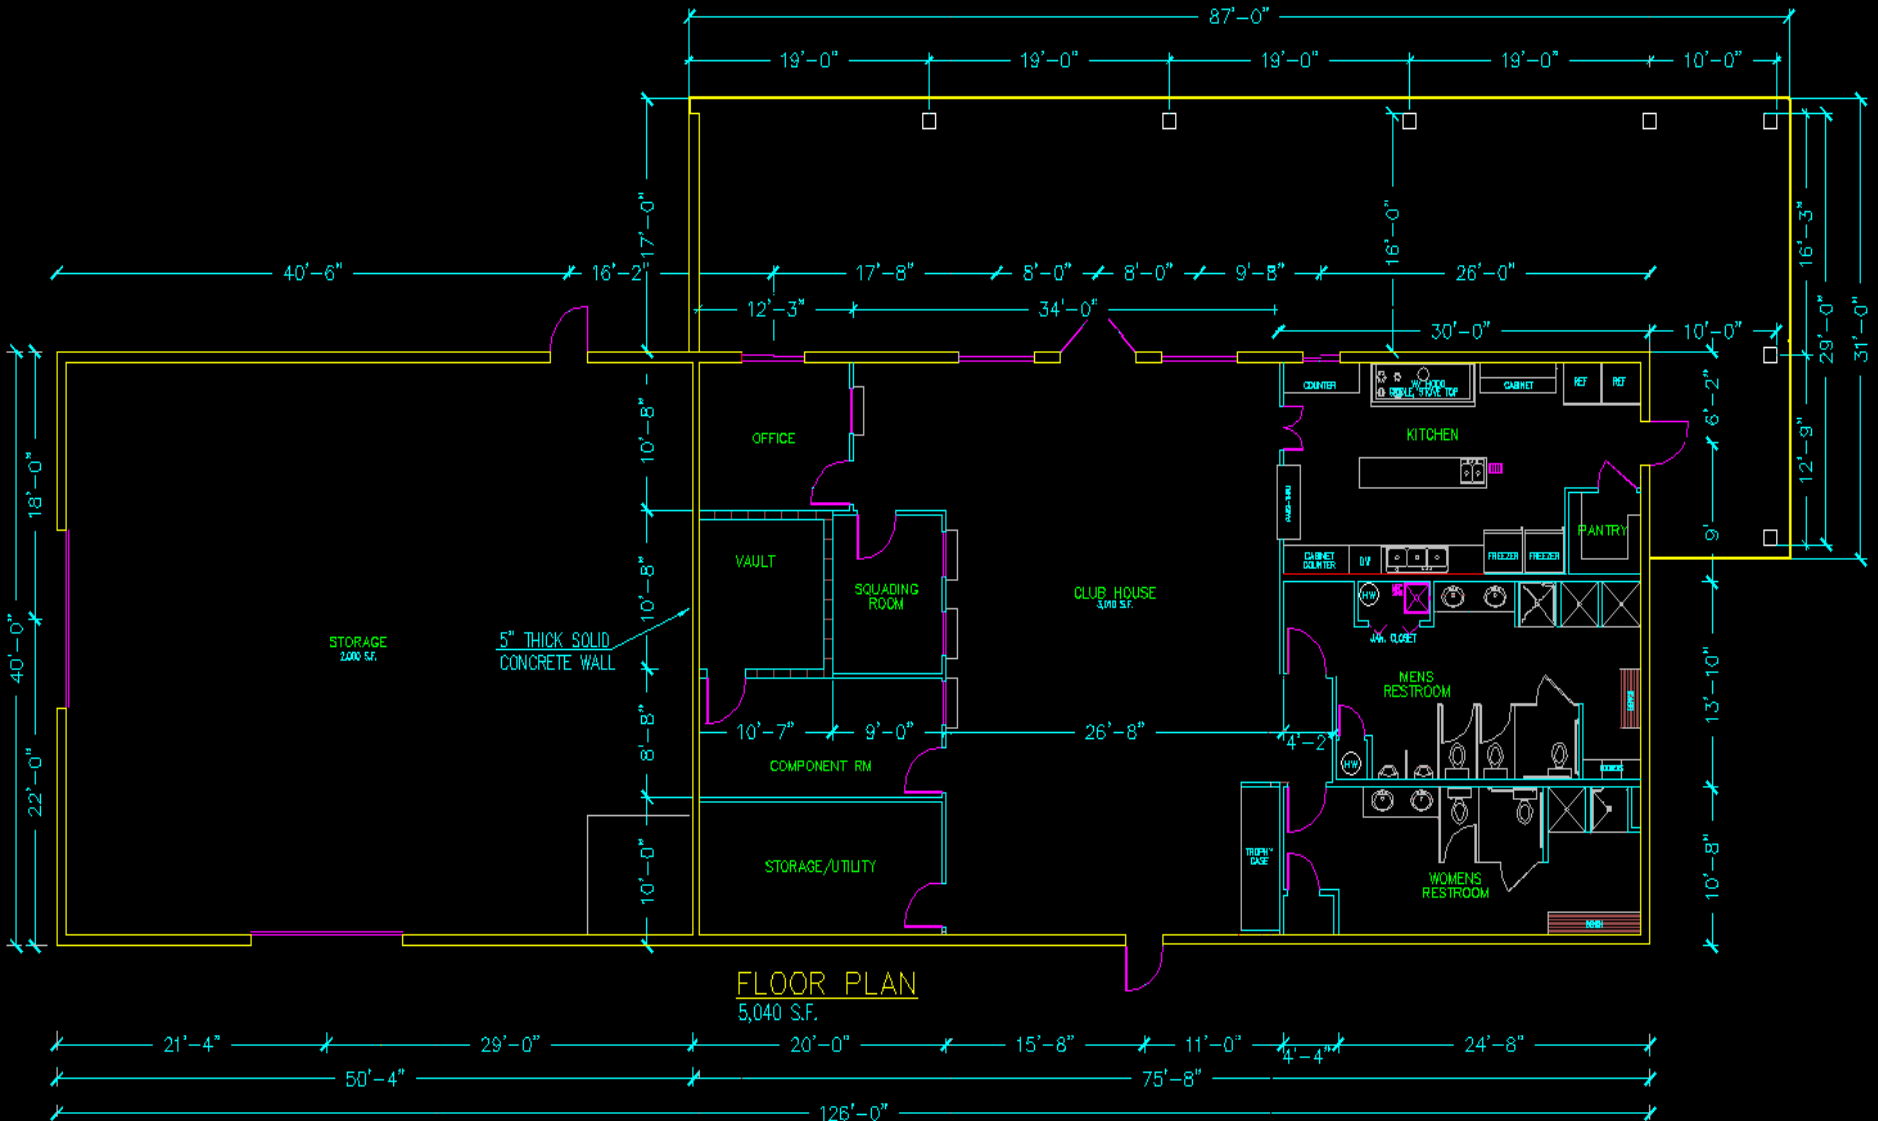 87'-0"
19'-0" 19'-0" 19'-0" 19'-0" 10'-0"
17'-0"
16'-0"
16'-3"
29'-0"
31'-0"
40'-6" 16'-2" 17'-8" 8'-0" 8'-0" 9'-8" 26'-0"
12'-3" 34'-0"
30'-0" 10'-0"
COUNTER
CABINET
REF REF
6'-2"
12'-9"
10'-8"
OFFICE
KITCHEN
18'-0"
PANTRY
9'
VAULT
CABINET
COUNTER
DW
FREEZER FREEZER
10'-8"
SQUADING
ROOM
CLUB HOUSE
3,010 S.F.
HW
JAN. CLOSET
STORAGE
2,000 S.F.
5" THICK SOLID
CONCRETE WALL
40'-0"
MENS
RESTROOM
13'-10"
8'-8"
10'-7" 9'-0" 26'-8" 4'-2
COMPONENT RM
HW
22'-0"
10'-0"
STORAGE/UTILITY
CASE
WOMENS
RESTROOM
10'-8"
BENCH
FLOOR PLAN
5,040 S.F.
21'-4" 29'-0" 20'-0" 15'-8" 11'-0" 4'-4" 24'-8"
50'-4" 75'-8"
126'-0"